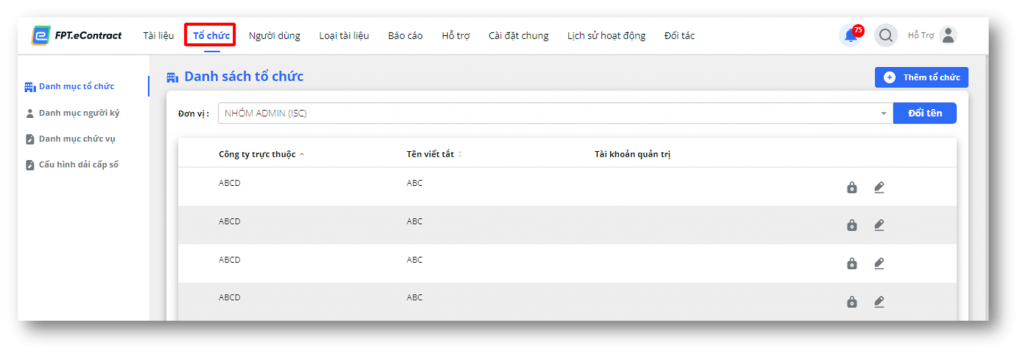 FPT.eContract Tài liệu Tổ chức Người dùng Loại tài liệu Báo cáo Hỗ trợ Cài đặt chung Lịch sử hoạt động Đối tác 75 Hỗ Trợ
Danh mục tổ chức
Danh mục người ký
Danh mục chức vụ
Cấu hình dải cấp số
Danh sách tổ chức Thêm tổ chức
Đơn vị : NHÓM ADMIN (ISC) Đổi tên
Công ty trực thuộc Tên viết tắt Tài khoản quản trị
ABCD ABC
ABCD ABC
ABCD ABC
ABCD ABC